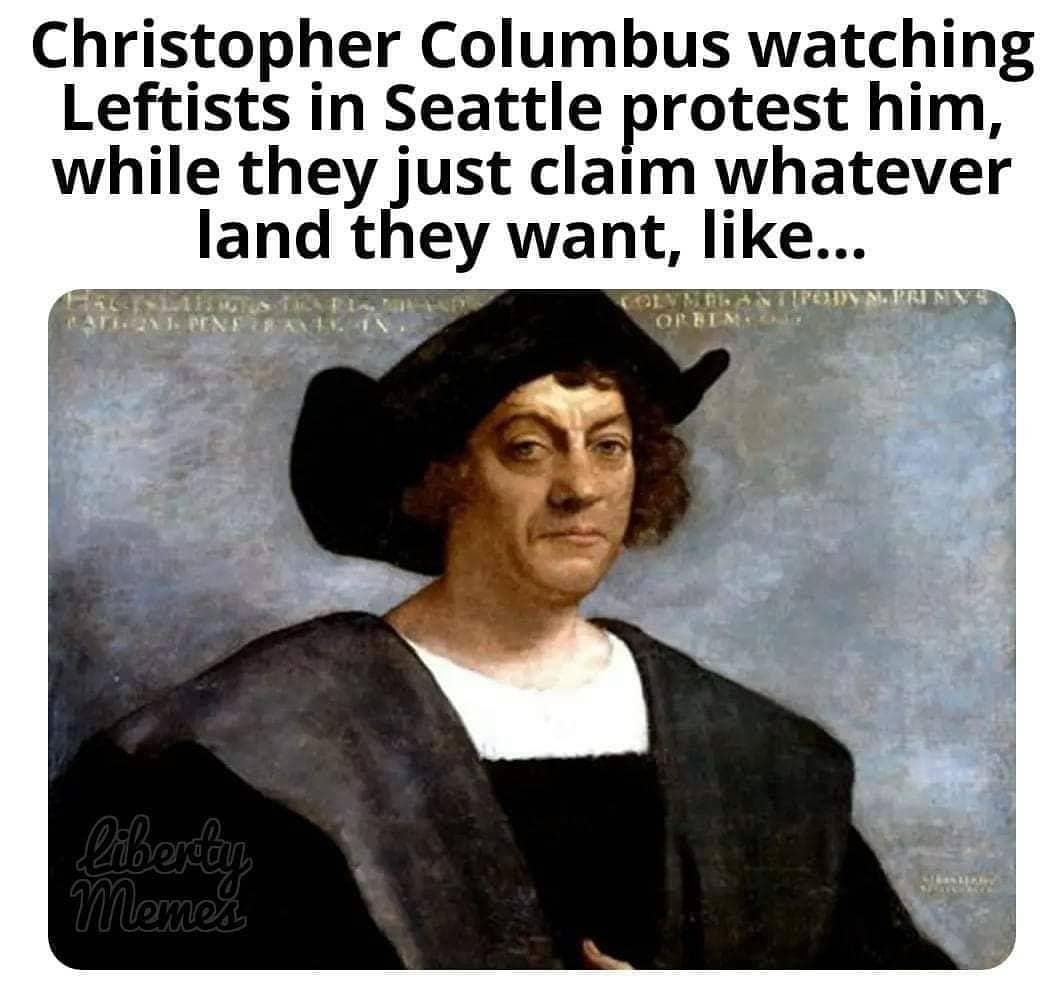 Christopher Columbus watching
Leftists in Seattle protest him,
while they just claim whatever
land they want, like...
Liberty
Memes